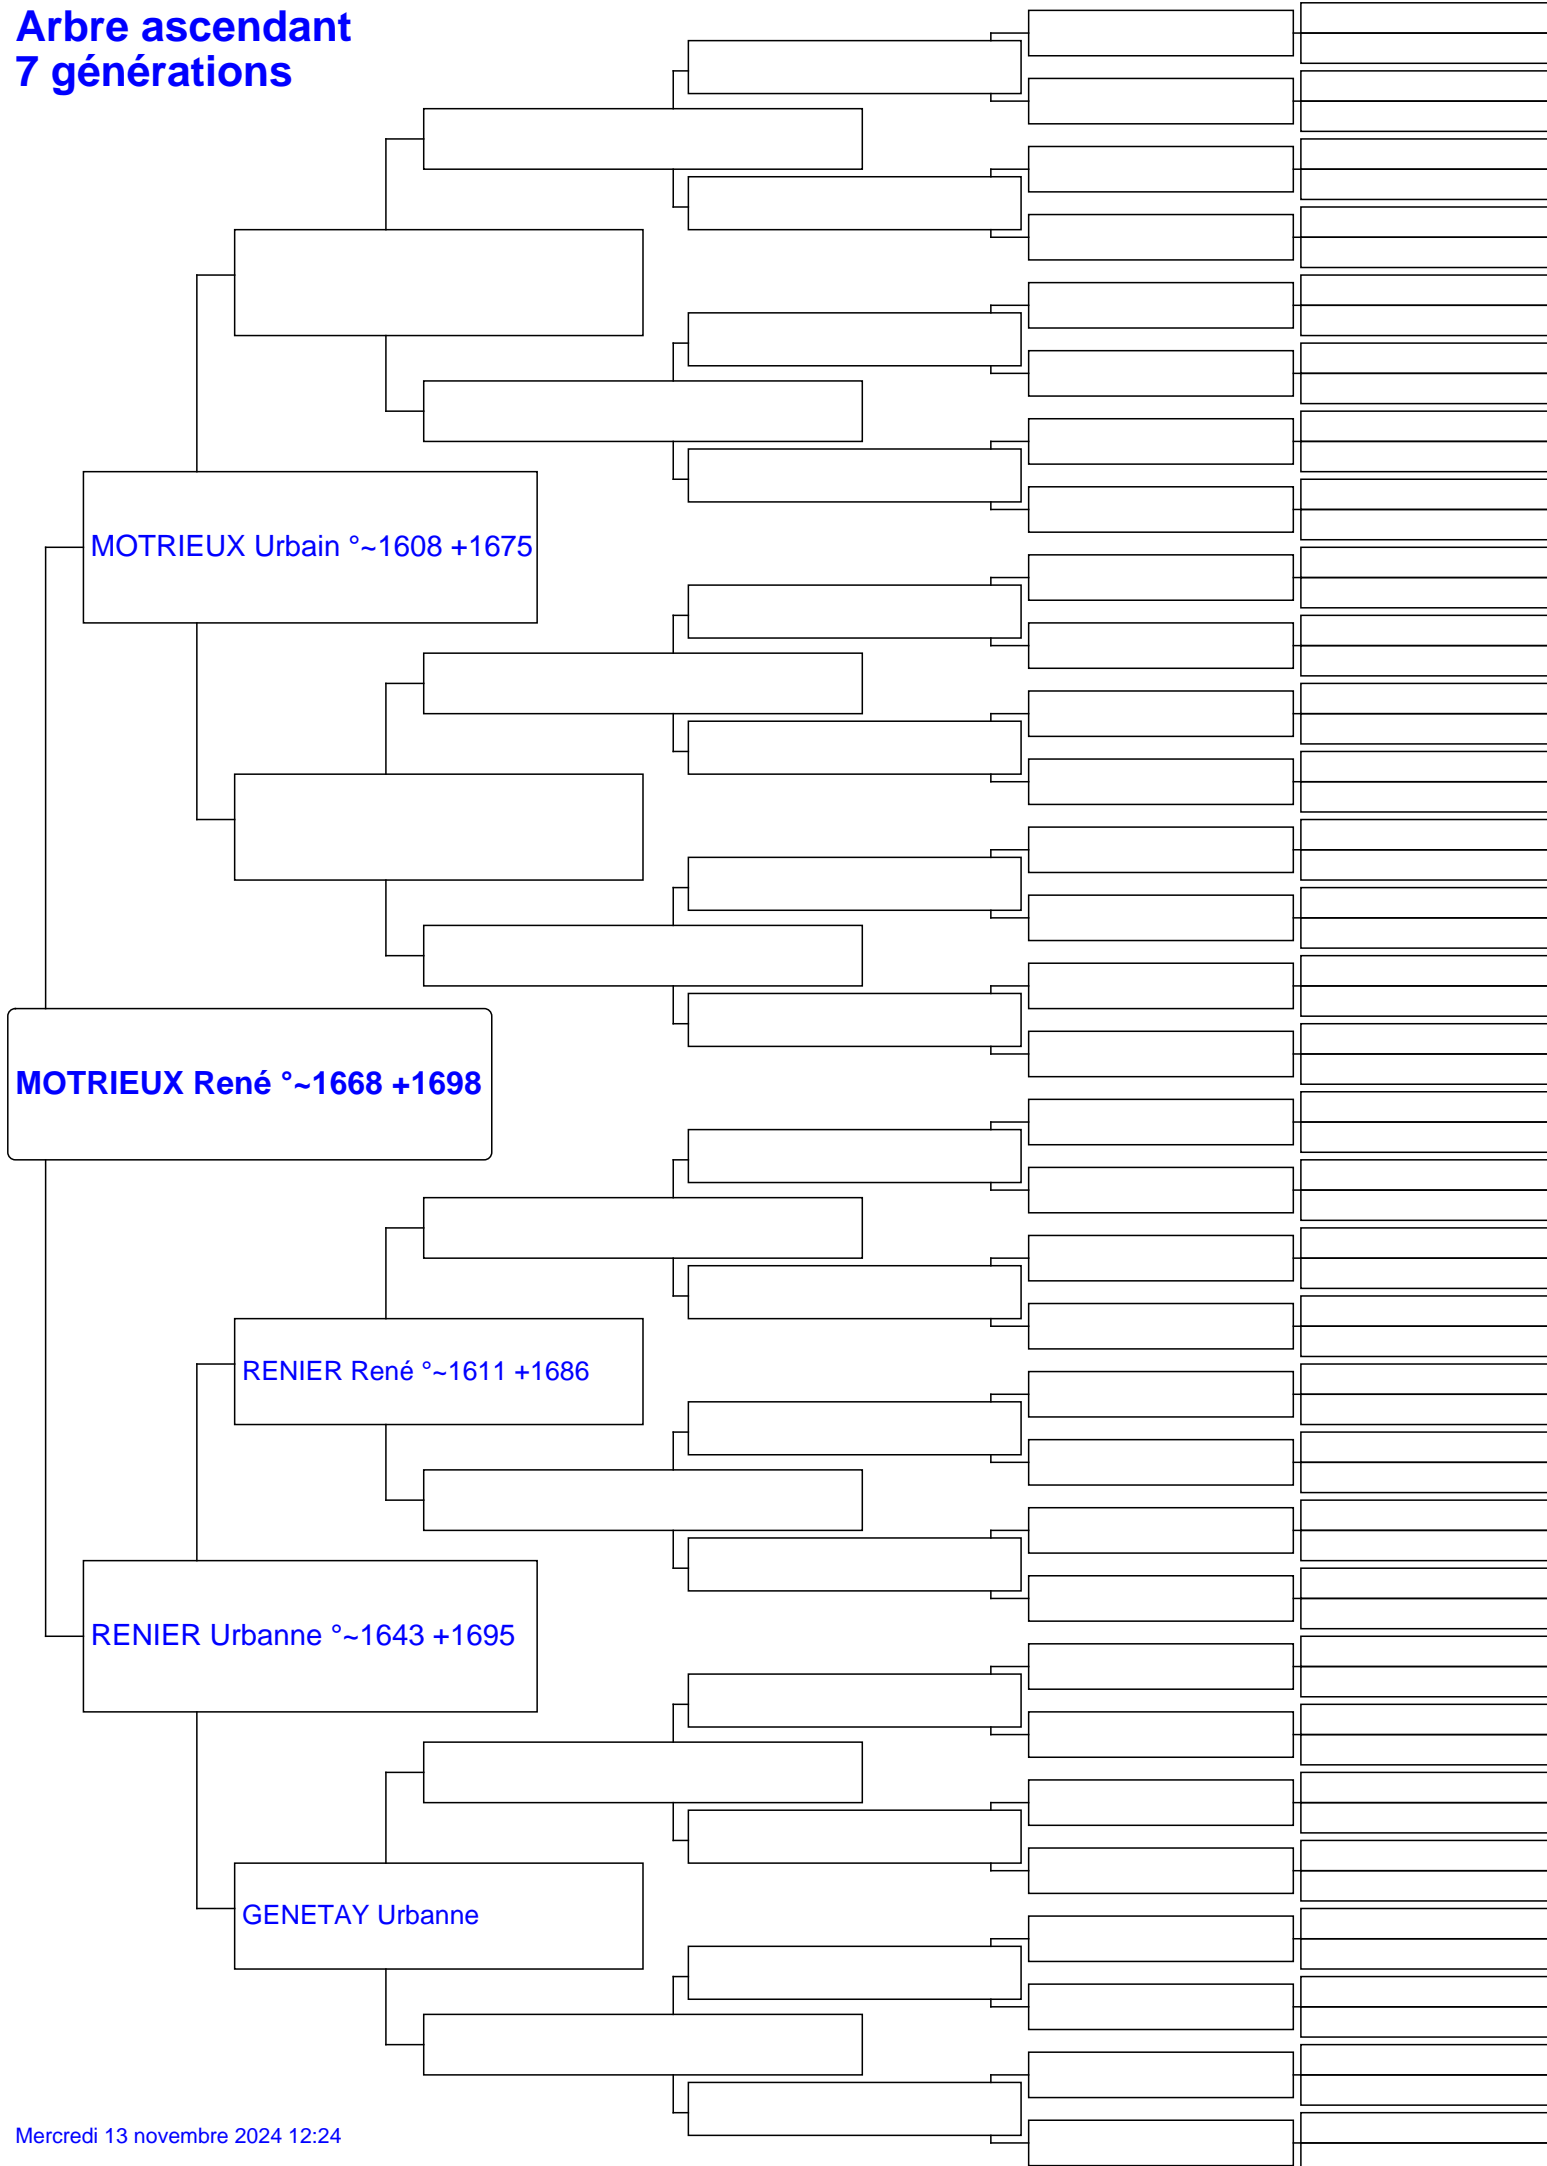 Arbre ascendant
7 générations
MOTRIEUX Urbain °~1608 +1675
MOTRIEUX René °~1668 +1698
RENIER René °~1611 +1686
RENIER Urbanne °~1643 +1695
GENETAY Urbanne
Mercredi 13 novembre 2024 12:24